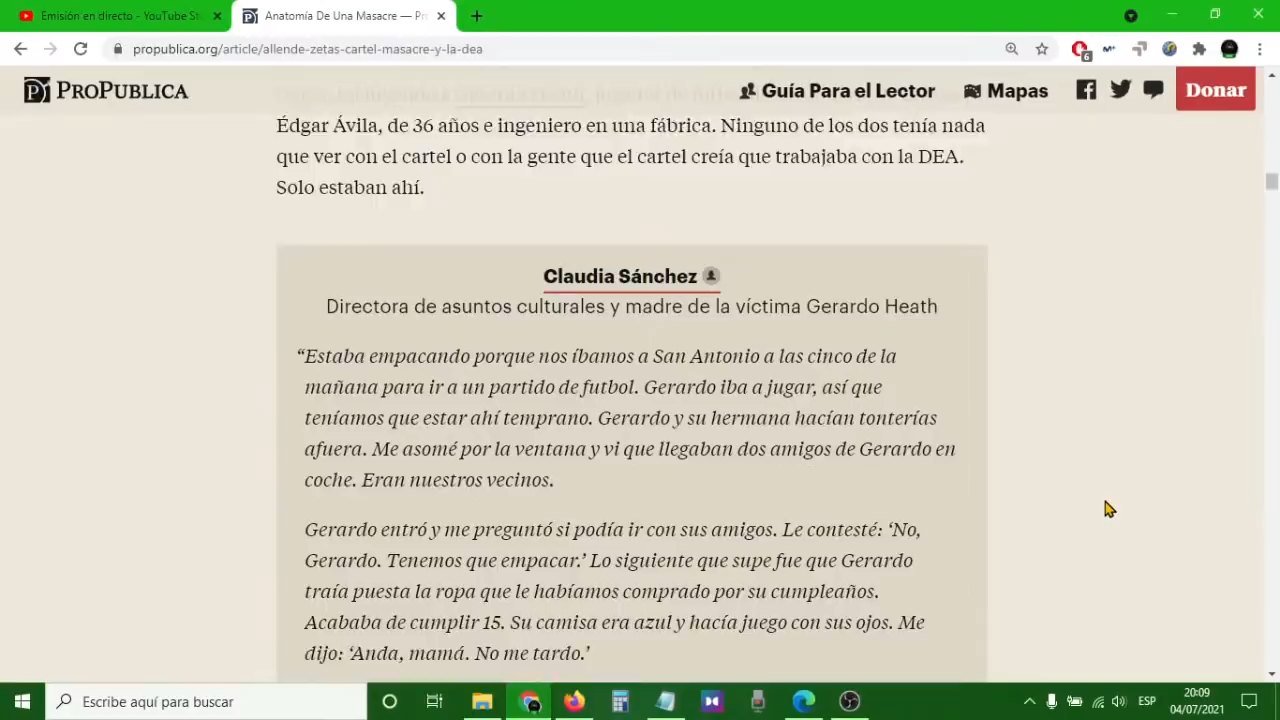 Emisión en directo - YouTube St
Anatomía De Una Masacre — Pro
propublica.org/article/allende-zetas-cartel-masacre-y-la-dea
6
PROPUBLICA
Guía Para el Lector
Mapas
Donar
Édgar Ávila, de 36 años e ingeniero en una fábrica. Ninguno de los dos tenía nada
que ver con el cartel o con la gente que el cartel creía que trabajaba con la DEA.
Solo estaban ahí.
Claudia Sánchez
Directora de asuntos culturales y madre de la víctima Gerardo Heath
“Estaba empacando porque nos íbamos a San Antonio a las cinco de la
mañana para ir a un partido de futbol. Gerardo iba a jugar, así que
teníamos que estar ahí temprano. Gerardo y su hermana hacían tonterías
afuera. Me asomé por la ventana y vi que llegaban dos amigos de Gerardo en
coche. Eran nuestros vecinos.
Gerardo entró y me preguntó si podía ir con sus amigos. Le contesté: ‘No,
Gerardo. Tenemos que empacar.’ Lo siguiente que supe fue que Gerardo
traía puesta la ropa que le habíamos comprado por su cumpleaños.
Acababa de cumplir 15. Su camisa era azul y hacía juego con sus ojos. Me
dijo: ‘Anda, mamá. No me tardo.’
Escribe aquí para buscar
ESP
20:09
04/07/2021